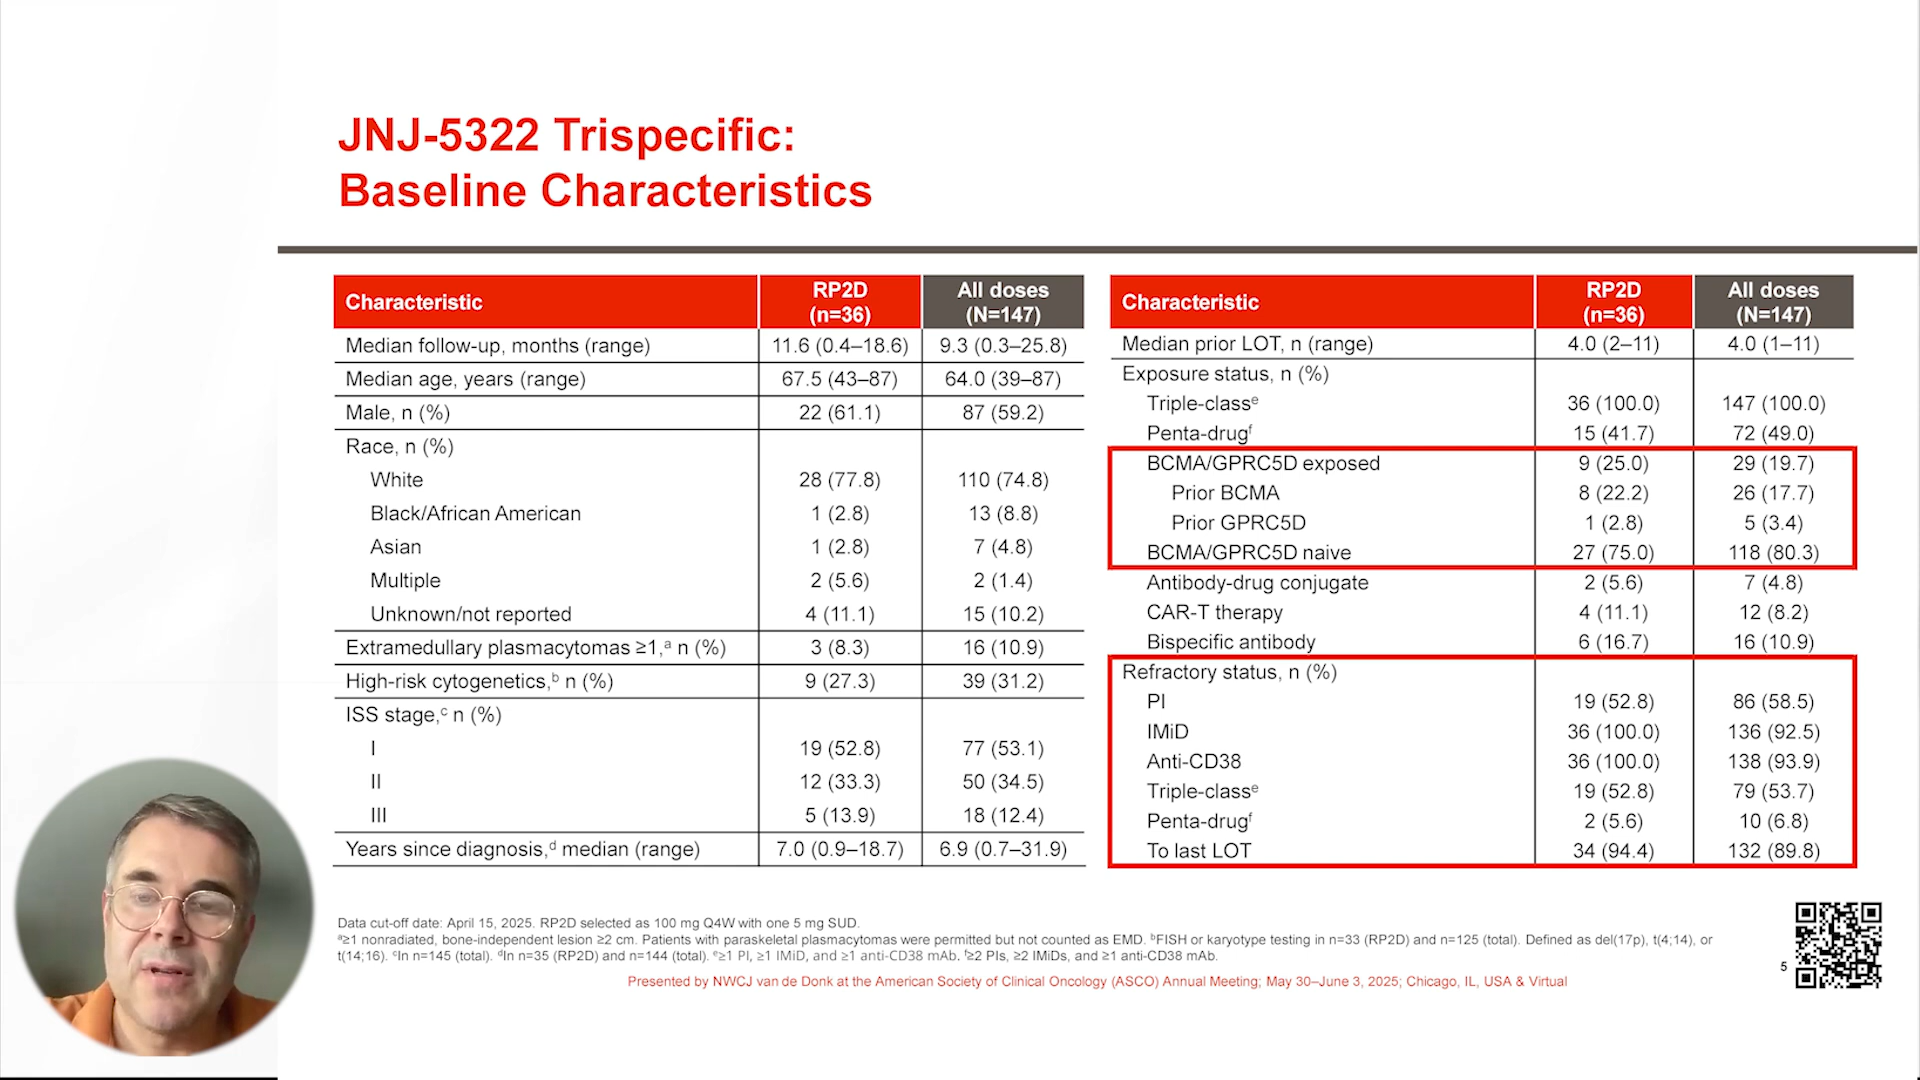 JNJ-5322 Trispecific:
Baseline Characteristics
Characteristic RP2D (n=36) All doses (N=147)
Median follow-up, months (range) 11.6 (0.4–18.6) 9.3 (0.3–25.8)
Median age, years (range) 67.5 (43–87) 64.0 (39–87)
Male, n (%) 22 (61.1) 87 (59.2)
Race, n (%)
White 28 (77.8) 110 (74.8)
Black/African American 1 (2.8) 13 (8.8)
Asian 1 (2.8) 7 (4.8)
Multiple 2 (5.6) 2 (1.4)
Unknown/not reported 4 (11.1) 15 (10.2)
Extramedullary plasmacytomas ≥1,ᵃ n (%) 3 (8.3) 16 (10.9)
High-risk cytogenetics,ᵇ n (%) 9 (27.3) 39 (31.2)
ISS stage,ᶜ n (%)
I 19 (52.8) 77 (53.1)
II 12 (33.3) 50 (34.5)
III 5 (13.9) 18 (12.4)
Years since diagnosis,ᵈ median (range) 7.0 (0.9–18.7) 6.9 (0.7–31.9)
Characteristic RP2D (n=36) All doses (N=147)
Median prior LOT, n (range) 4.0 (2–11) 4.0 (1–11)
Exposure status, n (%)
Triple-classᵉ 36 (100.0) 147 (100.0)
Penta-drugᶠ 15 (41.7) 72 (49.0)
BCMA/GPRC5D exposed 9 (25.0) 29 (19.7)
Prior BCMA 8 (22.2) 26 (17.7)
Prior GPRC5D 1 (2.8) 5 (3.4)
BCMA/GPRC5D naive 27 (75.0) 118 (80.3)
Antibody-drug conjugate 2 (5.6) 7 (4.8)
CAR-T therapy 4 (11.1) 12 (8.2)
Bispecific antibody 6 (16.7) 16 (10.9)
Refractory status, n (%)
PI 19 (52.8) 86 (58.5)
IMiD 36 (100.0) 136 (92.5)
Anti-CD38 36 (100.0) 138 (93.9)
Triple-classᵉ 19 (52.8) 79 (53.7)
Penta-drugᶠ 2 (5.6) 10 (6.8)
To last LOT 34 (94.4) 132 (89.8)
Data cut-off date: April 15, 2025. RP2D selected as 100 mg Q4W with one 5 mg SUD.
ᵃ≥1 nonradiated, bone-independent lesion ≥2 cm. Patients with paraskeletal plasmacytomas were permitted but not counted as EMD. ᵇFISH or karyotype testing in n=33 (RP2D) and n=125 (total). Defined as del(17p), t(4;14), or
t(14;16). ᶜIn n=145 (total). ᵈIn n=35 (RP2D) and n=144 (total). ᵉ≥1 PI, ≥1 IMiD, and ≥1 anti-CD38 mAb. ᶠ≥2 PIs, ≥2 IMiDs, and ≥1 anti-CD38 mAb.
5
Presented by NWCJ van de Donk at the American Society of Clinical Oncology (ASCO) Annual Meeting; May 30–June 3, 2025; Chicago, IL, USA & Virtual